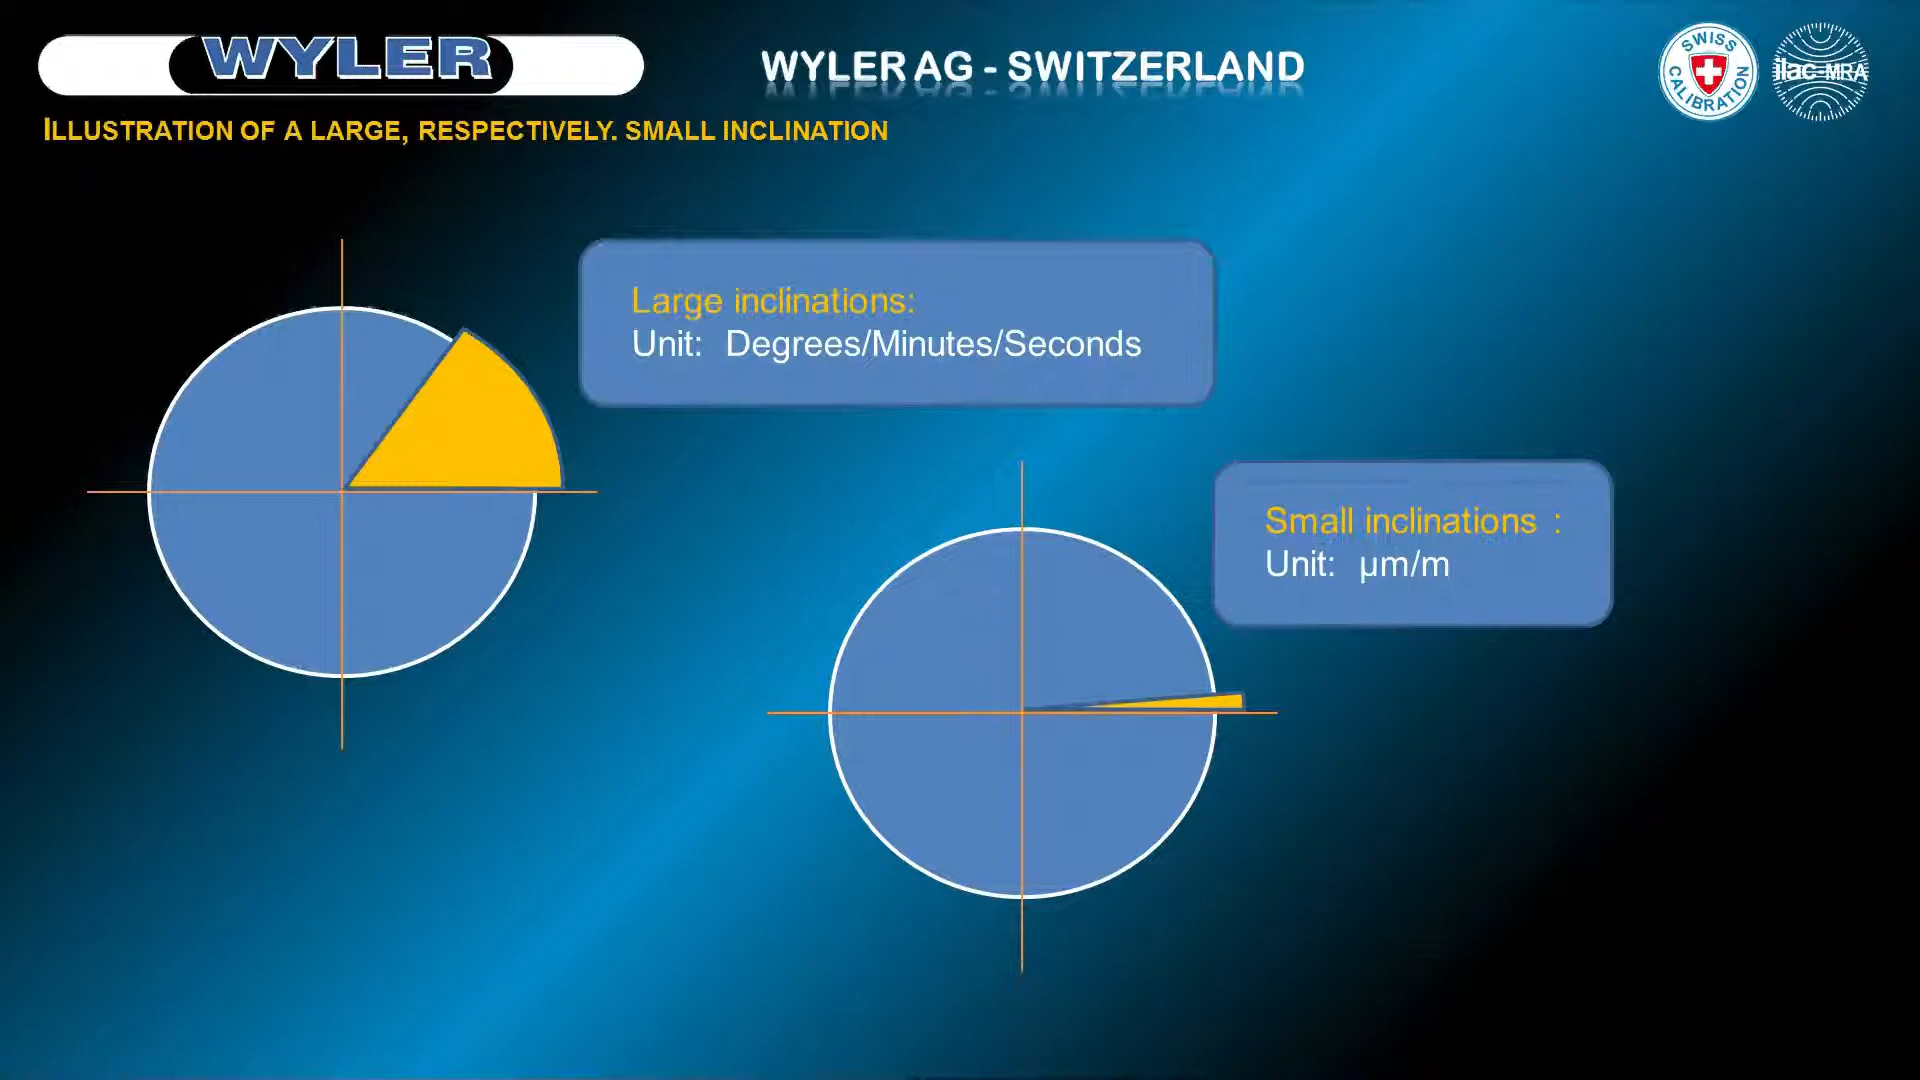 WYLER
WYLER AG - SWITZERLAND
SWISS CALIBRATION
ilac-MRA
ILLUSTRATION OF A LARGE, RESPECTIVELY. SMALL INCLINATION
Large inclinations:
Unit: Degrees/Minutes/Seconds
Small inclinations :
Unit: µm/m